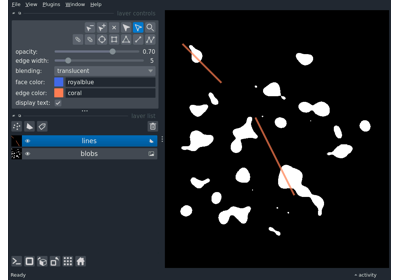 File View Plugins Window Help
layer controls
opacity: 0.70
edge width: 5
blending: translucent
face color: royalblue
edge color: coral
display text:
layer list
lines
blobs
activity